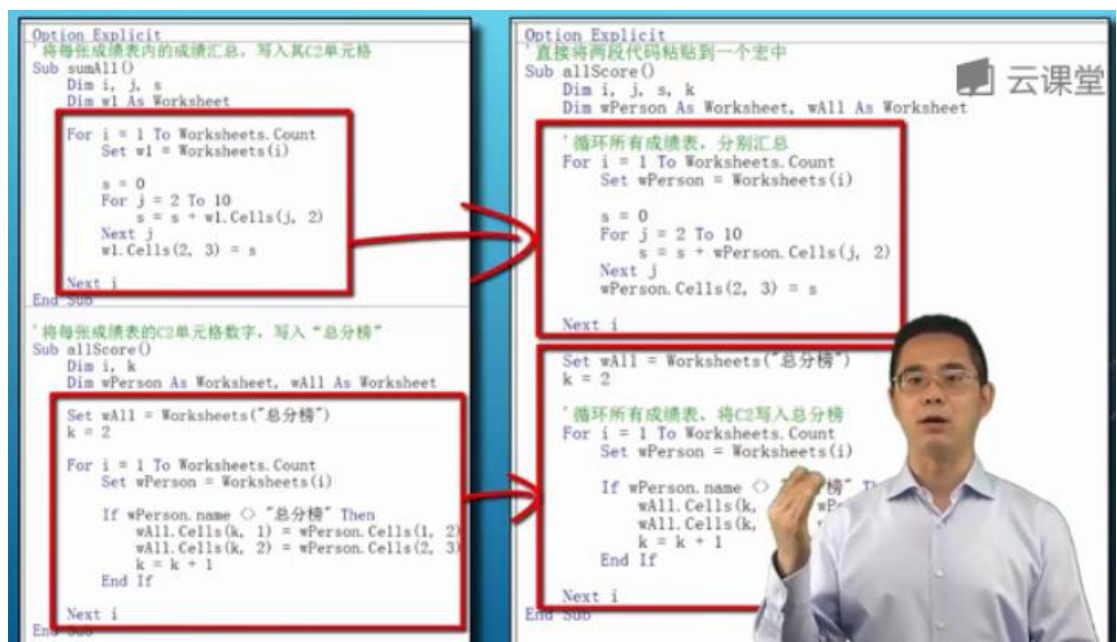 Option Explicit
'将每张成绩表内的成绩汇总，写入其C2单元格
Sub sumAll()
Dim i, j, s
Dim w1 As Worksheet
For i = 1 To Worksheets.Count
Set w1 = Worksheets(i)
s = 0
For j = 2 To 10
s = s + w1.Cells(j, 2)
Next j
w1.Cells(2, 3) = s
Next i
End Sub
'将每张成绩表的C2单元格数字，写入“总分榜”
Sub allScore()
Dim i, k
Dim wPerson As Worksheet, wAll As Worksheet
Set wAll = Worksheets("总分榜")
k = 2
For i = 1 To Worksheets.Count
Set wPerson = Worksheets(i)
If wPerson.name <> "总分榜" Then
wAll.Cells(k, 1) = wPerson.Cells(1, 2)
wAll.Cells(k, 2) = wPerson.Cells(2, 3)
k = k + 1
End If
Next i
End Sub
Option Explicit
'直接将两段代码粘贴到一个宏中
Sub allScore()
Dim i, j, s, k
Dim wPerson As Worksheet, wAll As Worksheet
'循环所有成绩表，分别汇总
For i = 1 To Worksheets.Count
Set wPerson = Worksheets(i)
s = 0
For j = 2 To 10
s = s + wPerson.Cells(j, 2)
Next j
wPerson.Cells(2, 3) = s
Next i
Set wAll = Worksheets("总分榜")
k = 2
'循环所有成绩表，将C2写入总分榜
For i = 1 To Worksheets.Count
Set wPerson = Worksheets(i)
If wPerson.name <> 榜"
wAll.Cells(k,
wAll.Cells(k,
k = k + 1
End If
Next i
End Sub
云课堂